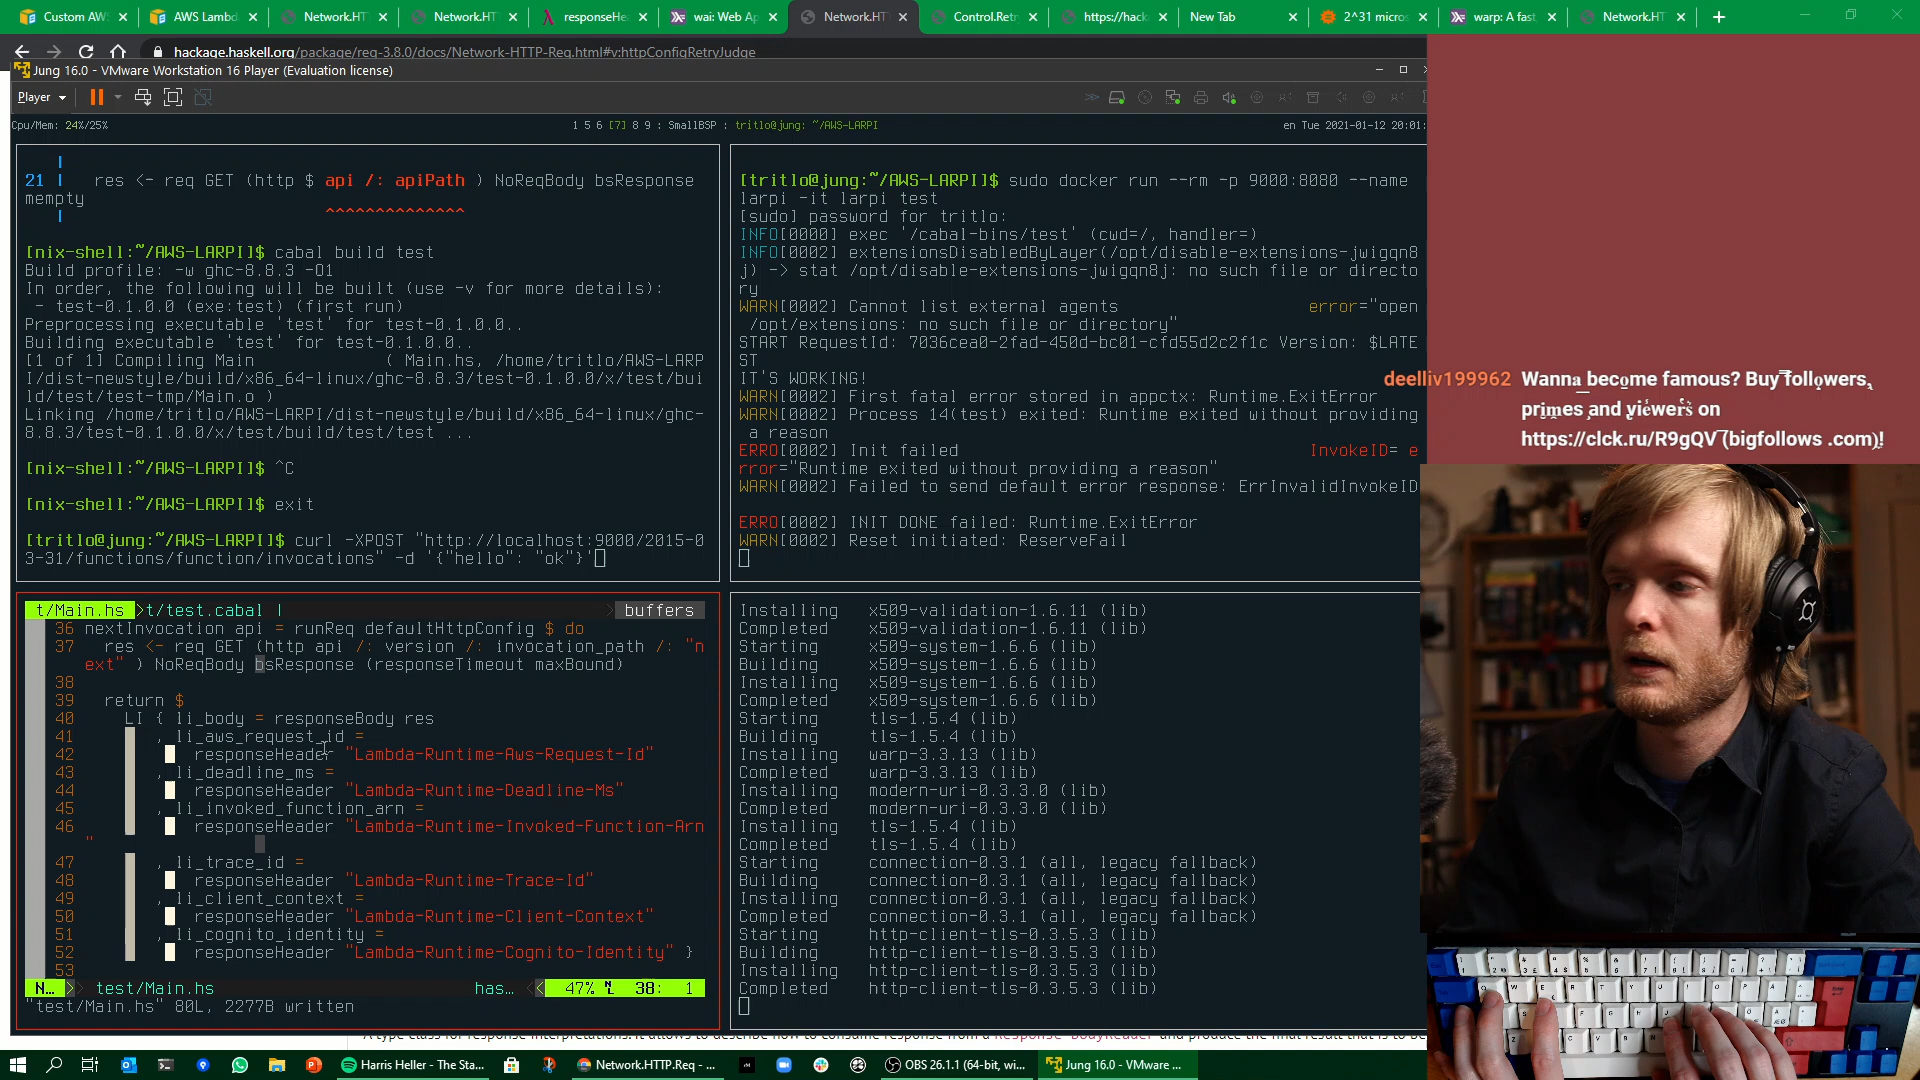 Custom AWS
AWS Lambd
Network.HT
Network.HT
responseHe
wai: Web Ap
Network.HT
Control.Retr
https://hack
New Tab
2^31 micros
warp: A fast,
Network.HT
hackage.haskell.org/package/req-3.8.0/docs/Network-HTTP-Req.html#v:httpConfigRetryJudge
Jung 16.0 - VMware Workstation 16 Player (Evaluation license)
Player
Cpu/Mem: 24%/25%
1 5 6 [7] 8 9 : SmallBSP : tritlo@jung: ~/AWS-LARPI
en Tue 2021-01-12 20:01:
|
21 | res <- req GET (http $ api /: apiPath ) NoReqBody bsResponse
mempty
| ^^^^^^^^^^^^^^
[nix-shell:~/AWS-LARPI]$ cabal build test
Build profile: -w ghc-8.8.3 -O1
In order, the following will be built (use -v for more details):
- test-0.1.0.0 (exe:test) (first run)
Preprocessing executable 'test' for test-0.1.0.0..
Building executable 'test' for test-0.1.0.0..
[1 of 1] Compiling Main ( Main.hs, /home/tritlo/AWS-LARP
I/dist-newstyle/build/x86_64-linux/ghc-8.8.3/test-0.1.0.0/x/test/bui
ld/test/test-tmp/Main.o )
Linking /home/tritlo/AWS-LARPI/dist-newstyle/build/x86_64-linux/ghc-
8.8.3/test-0.1.0.0/x/test/build/test/test ...
[nix-shell:~/AWS-LARPI]$ ^C
[nix-shell:~/AWS-LARPI]$ exit
[tritlo@jung:~/AWS-LARPI]$ curl -XPOST "http://localhost:9000/2015-0
3-31/functions/function/invocations" -d '{"hello": "ok"}'
[tritlo@jung:~/AWS-LARPI]$ sudo docker run --rm -p 9000:8080 --name
larpi -it larpi test
[sudo] password for tritlo:
INFO[0000] exec '/cabal-bins/test' (cwd=/, handler=)
INFO[0002] extensionsDisabledByLayer(/opt/disable-extensions-jwigqn8
j) -> stat /opt/disable-extensions-jwigqn8j: no such file or directo
ry
WARN[0002] Cannot list external agents error="open
/opt/extensions: no such file or directory"
START RequestId: 7036cea0-2fad-450d-bc01-cfd55d2c2f1c Version: $LATE
ST
IT'S WORKING!
WARN[0002] First fatal error stored in appctx: Runtime.ExitError
WARN[0002] Process 14(test) exited: Runtime exited without providing
a reason
ERRO[0002] Init failed InvokeID= e
rror="Runtime exited without providing a reason"
WARN[0002] Failed to send default error response: ErrInvalidInvokeID
ERRO[0002] INIT DONE failed: Runtime.ExitError
WARN[0002] Reset initiated: ReserveFail
deelliv199962 Wanna become famous? Buy followers,
primes and viewers on
https://clck.ru/R9gQV (bigfollows .com)!
t/Main.hs >t/test.cabal | buffers
36 nextInvocation api = runReq defaultHttpConfig $ do
37 res <- req GET (http api /: version /: invocation_path /: "n
ext" ) NoReqBody bsResponse (responseTimeout maxBound)
38
39 return $
40 LI { li_body = responseBody res
41 , li_aws_request_id =
42 responseHeader "Lambda-Runtime-Aws-Request-Id"
43 , li_deadline_ms =
44 responseHeader "Lambda-Runtime-Deadline-Ms"
45 , li_invoked_function_arn =
46 responseHeader "Lambda-Runtime-Invoked-Function-Arn
"
47 , li_trace_id =
48 responseHeader "Lambda-Runtime-Trace-Id"
49 , li_client_context =
50 responseHeader "Lambda-Runtime-Client-Context"
51 , li_cognito_identity =
52 responseHeader "Lambda-Runtime-Cognito-Identity" }
53
N… > test/Main.hs has… < 47% 38: 1
"test/Main.hs" 80L, 2277B written
Installing x509-validation-1.6.11 (lib)
Completed x509-validation-1.6.11 (lib)
Starting x509-system-1.6.6 (lib)
Building x509-system-1.6.6 (lib)
Installing x509-system-1.6.6 (lib)
Completed x509-system-1.6.6 (lib)
Starting tls-1.5.4 (lib)
Building tls-1.5.4 (lib)
Installing warp-3.3.13 (lib)
Completed warp-3.3.13 (lib)
Installing modern-uri-0.3.3.0 (lib)
Completed modern-uri-0.3.3.0 (lib)
Installing tls-1.5.4 (lib)
Completed tls-1.5.4 (lib)
Starting connection-0.3.1 (all, legacy fallback)
Building connection-0.3.1 (all, legacy fallback)
Installing connection-0.3.1 (all, legacy fallback)
Completed connection-0.3.1 (all, legacy fallback)
Starting http-client-tls-0.3.5.3 (lib)
Building http-client-tls-0.3.5.3 (lib)
Installing http-client-tls-0.3.5.3 (lib)
Completed http-client-tls-0.3.5.3 (lib)
Harris Heller - The Sta...
Network.HTTP.Req - ...
OBS 26.1.1 (64-bit, wi...
Jung 16.0 - VMware ...